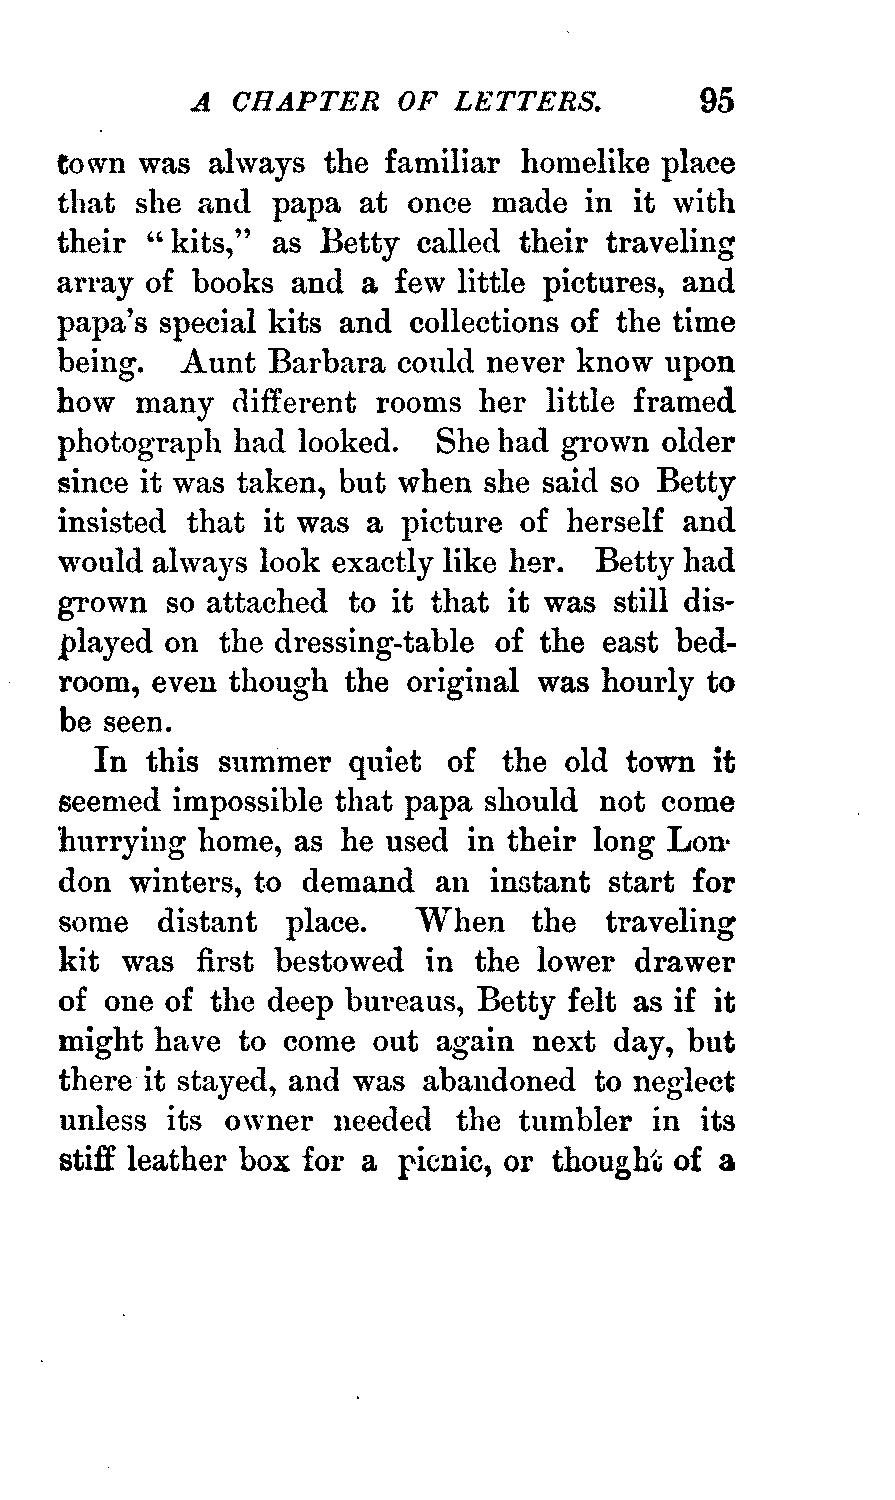 A CHAPTER OF LETTERS. 95
town was always the familiar homelike place
that she and papa at once made in it with
their “kits,” as Betty called their traveling
array of books and a few little pictures, and
papa’s special kits and collections of the time
being. Aunt Barbara could never know upon
how many different rooms her little framed
photograph had looked. She had grown older
since it was taken, but when she said so Betty
insisted that it was a picture of herself and
would always look exactly like her. Betty had
grown so attached to it that it was still dis-
played on the dressing-table of the east bed-
room, even though the original was hourly to
be seen.
In this summer quiet of the old town it
seemed impossible that papa should not come
hurrying home, as he used in their long Lon-
don winters, to demand an instant start for
some distant place. When the traveling
kit was first bestowed in the lower drawer
of one of the deep bureaus, Betty felt as if it
might have to come out again next day, but
there it stayed, and was abandoned to neglect
unless its owner needed the tumbler in its
stiff leather box for a picnic, or thought of a